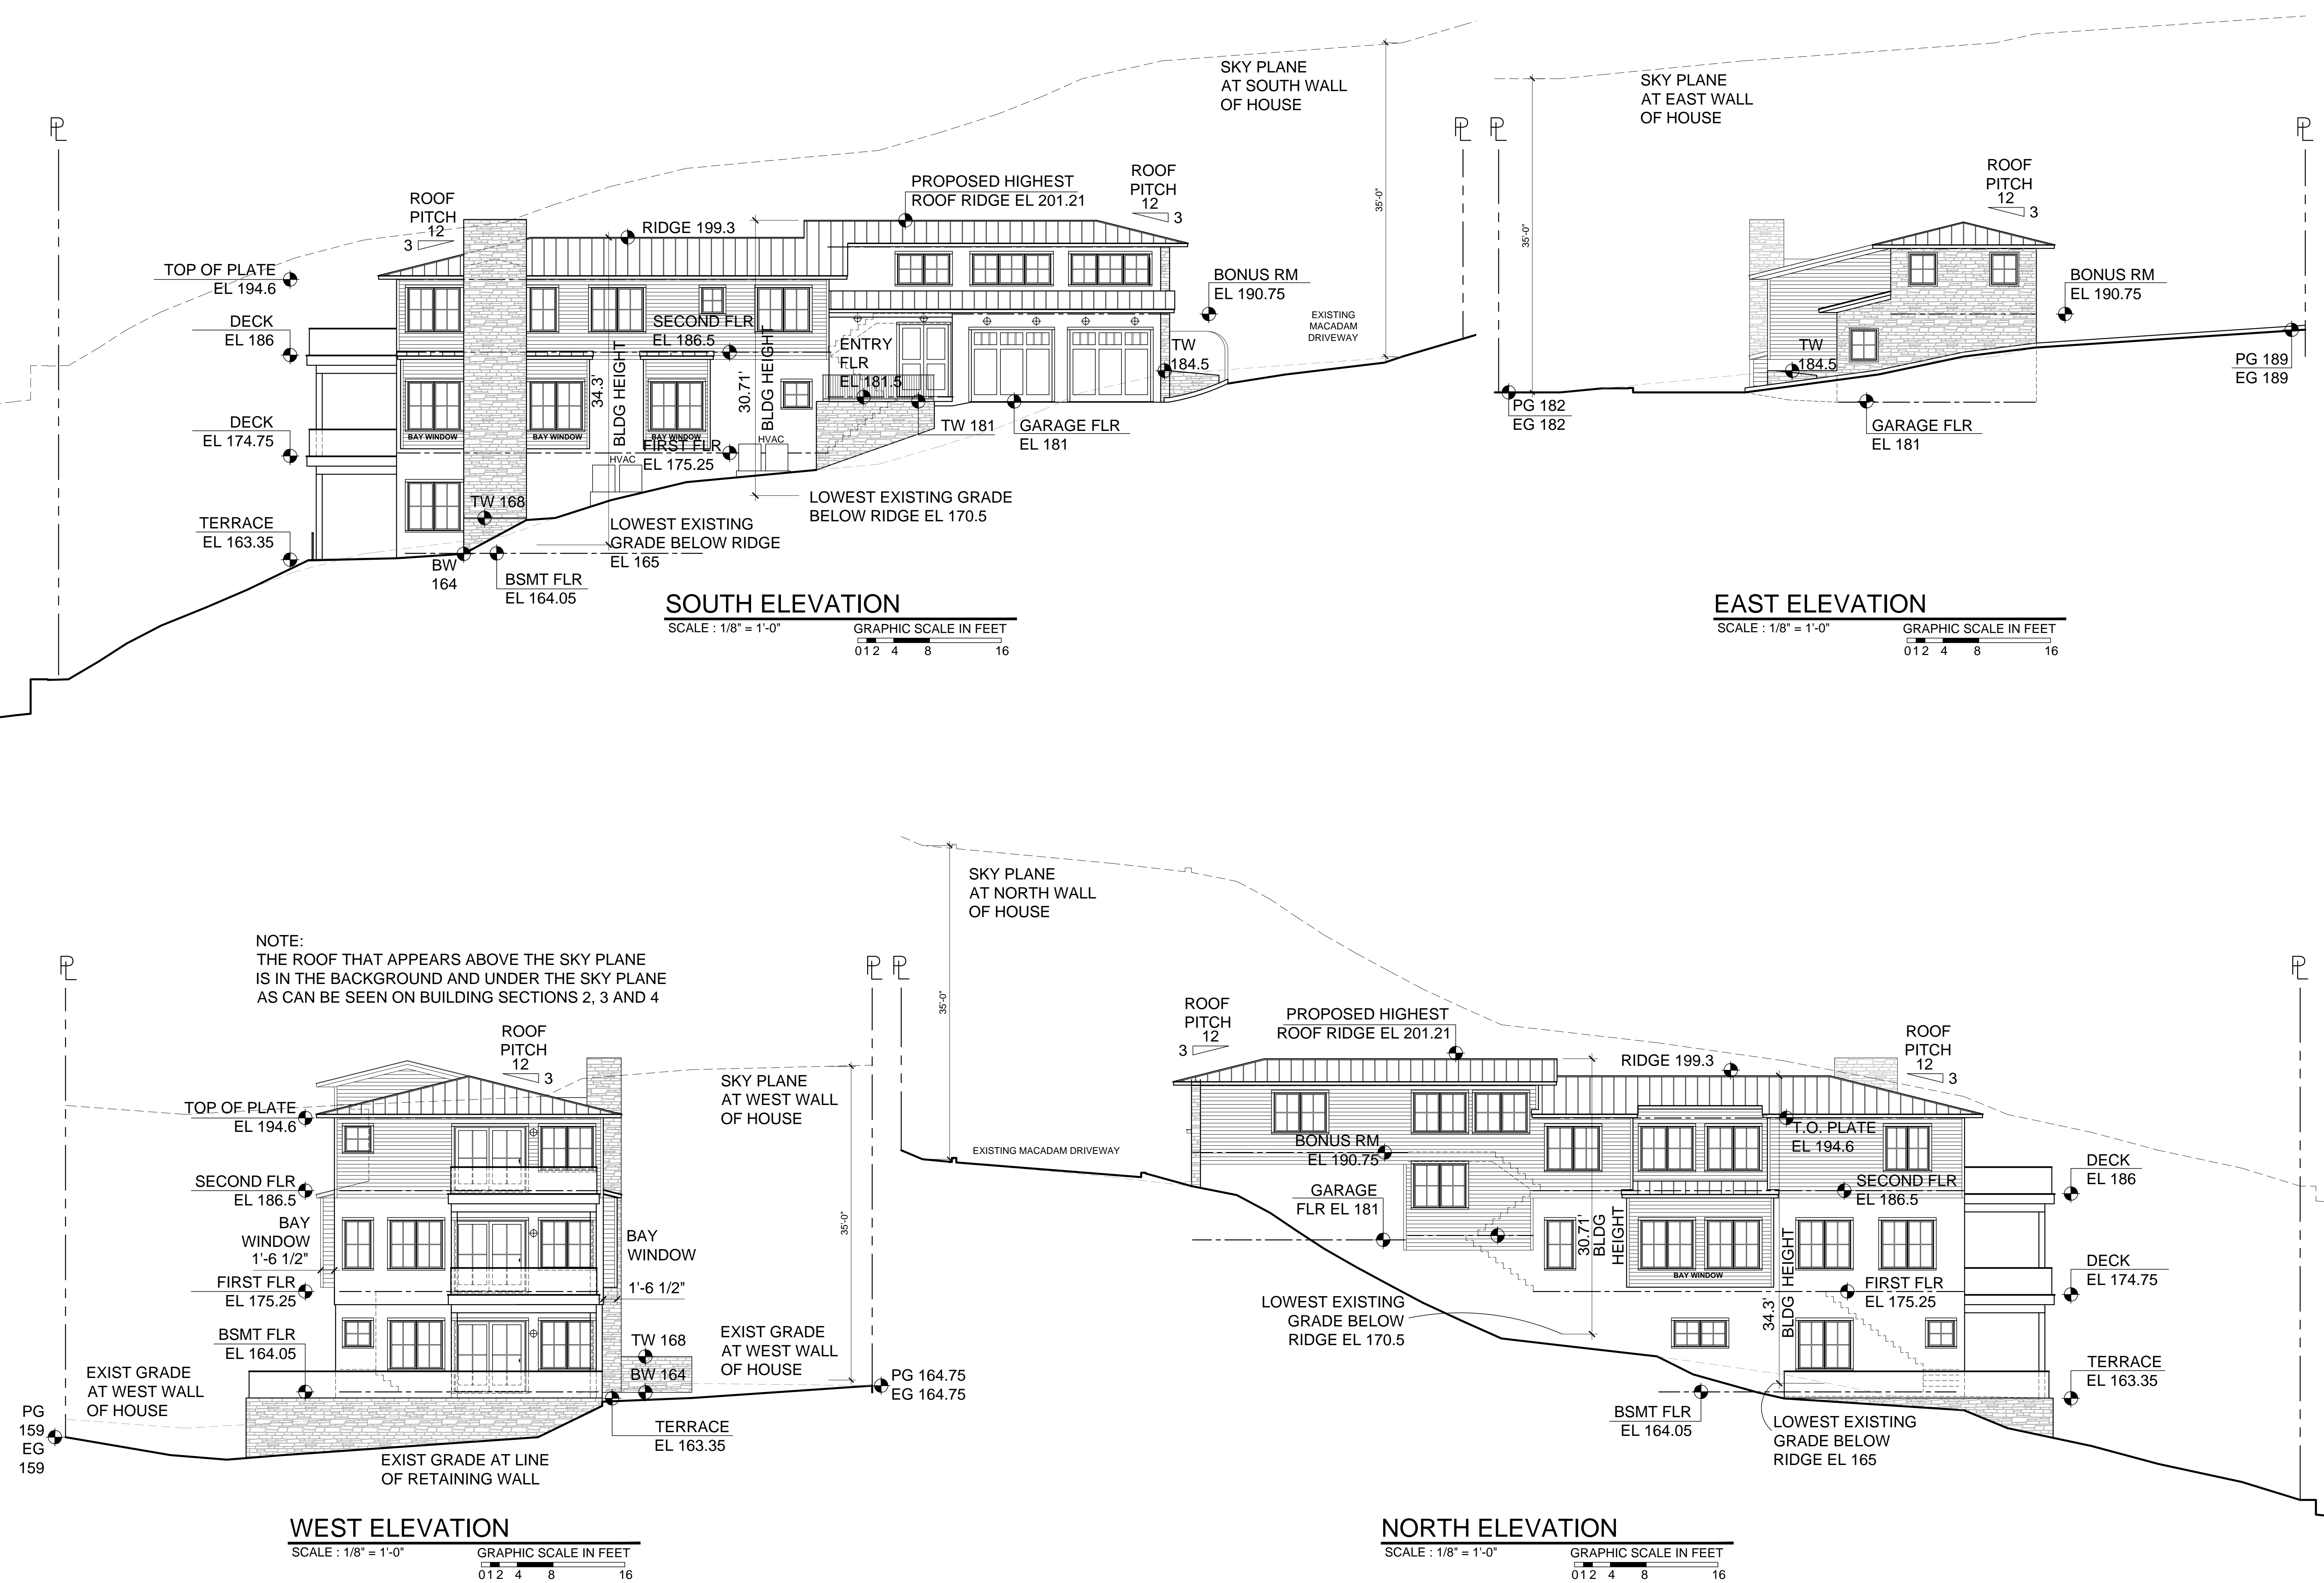 SKY PLANE
AT SOUTH WALL
OF HOUSE
35'-0"
PL
PL
ROOF
PITCH
12
3
PROPOSED HIGHEST
ROOF RIDGE EL 201.21
ROOF
PITCH
12
3
RIDGE 199.3
TOP OF PLATE
EL 194.6
BONUS RM
EL 190.75
DECK
EL 186
SECOND FLR
EL 186.5
EXISTING
MACADAM
DRIVEWAY
ENTRY
FLR
EL 181.5
TW
184.5
34.3'
BLDG HEIGHT
30.71'
BLDG HEIGHT
DECK
EL 174.75
BAY WINDOW
BAY WINDOW
BAY WINDOW
FIRST FLR
EL 175.25
HVAC
HVAC
TW 181
GARAGE FLR
EL 181
TW 168
LOWEST EXISTING GRADE
BELOW RIDGE EL 170.5
TERRACE
EL 163.35
LOWEST EXISTING
GRADE BELOW RIDGE
EL 165
BW
164
BSMT FLR
EL 164.05
SOUTH ELEVATION
SCALE : 1/8" = 1'-0"
GRAPHIC SCALE IN FEET
0 1 2 4 8 16
PL
PL
SKY PLANE
AT EAST WALL
OF HOUSE
35'-0"
ROOF
PITCH
12
3
BONUS RM
EL 190.75
TW
184.5
PG 189
EG 189
PG 182
EG 182
GARAGE FLR
EL 181
EAST ELEVATION
SCALE : 1/8" = 1'-0"
GRAPHIC SCALE IN FEET
0 1 2 4 8 16
NOTE:
THE ROOF THAT APPEARS ABOVE THE SKY PLANE
IS IN THE BACKGROUND AND UNDER THE SKY PLANE
AS CAN BE SEEN ON BUILDING SECTIONS 2, 3 AND 4
PL
PL
ROOF
PITCH
12
3
SKY PLANE
AT WEST WALL
OF HOUSE
TOP OF PLATE
EL 194.6
SECOND FLR
EL 186.5
BAY
WINDOW
1'-6 1/2"
35'-0"
BAY
WINDOW
1'-6 1/2"
FIRST FLR
EL 175.25
BSMT FLR
EL 164.05
TW 168
BW 164
EXIST GRADE
AT WEST WALL
OF HOUSE
EXIST GRADE
AT WEST WALL
OF HOUSE
PG 164.75
EG 164.75
PG
159
EG
159
TERRACE
EL 163.35
EXIST GRADE AT LINE
OF RETAINING WALL
WEST ELEVATION
SCALE : 1/8" = 1'-0"
GRAPHIC SCALE IN FEET
0 1 2 4 8 16
PL
PL
SKY PLANE
AT NORTH WALL
OF HOUSE
35'-0"
ROOF
PITCH
12
3
PROPOSED HIGHEST
ROOF RIDGE EL 201.21
RIDGE 199.3
ROOF
PITCH
12
3
EXISTING MACADAM DRIVEWAY
BONUS RM
EL 190.75
T.O. PLATE
EL 194.6
GARAGE
FLR EL 181
SECOND FLR
EL 186.5
DECK
EL 186
30.71'
BLDG
HEIGHT
BAY WINDOW
34.3'
BLDG HEIGHT
FIRST FLR
EL 175.25
DECK
EL 174.75
LOWEST EXISTING
GRADE BELOW
RIDGE EL 170.5
TERRACE
EL 163.35
BSMT FLR
EL 164.05
LOWEST EXISTING
GRADE BELOW
RIDGE EL 165
NORTH ELEVATION
SCALE : 1/8" = 1'-0"
GRAPHIC SCALE IN FEET
0 1 2 4 8 16